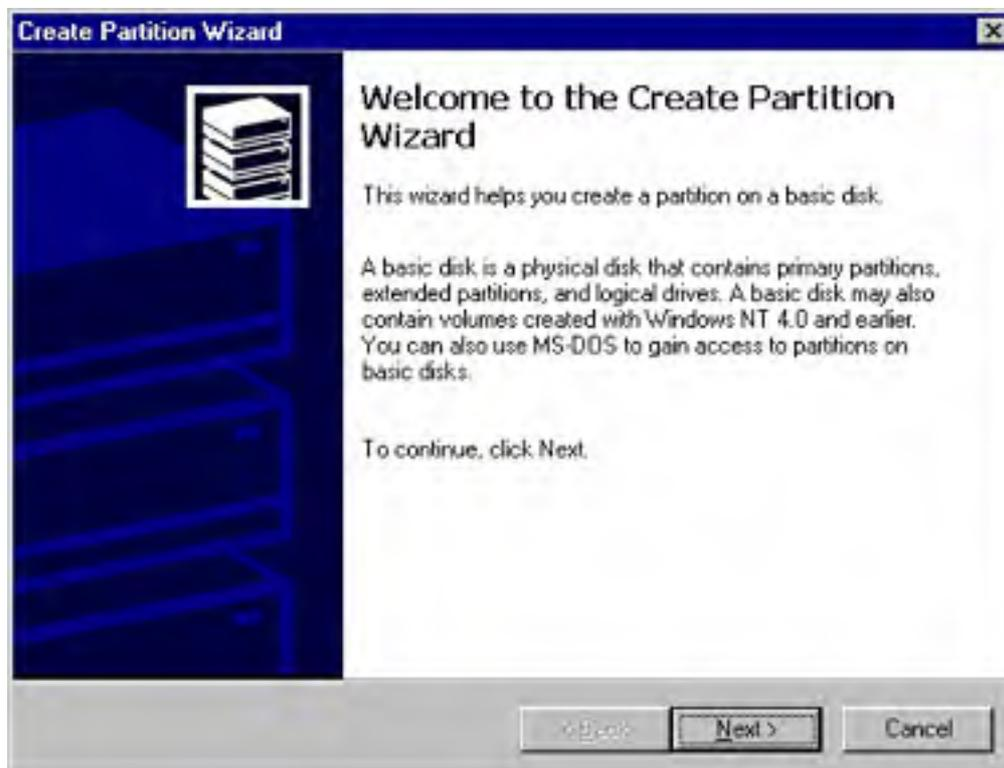 Create Partition Wizard
Welcome to the Create Partition
Wizard
This wizard helps you create a partition on a basic disk.
A basic disk is a physical disk that contains primary partitions,
extended partitions, and logical drives. A basic disk may also
contain volumes created with Windows NT 4.0 and earlier.
You can also use MS-DOS to gain access to partitions on
basic disks.
To continue, click Next.
< Back
Next >
Cancel